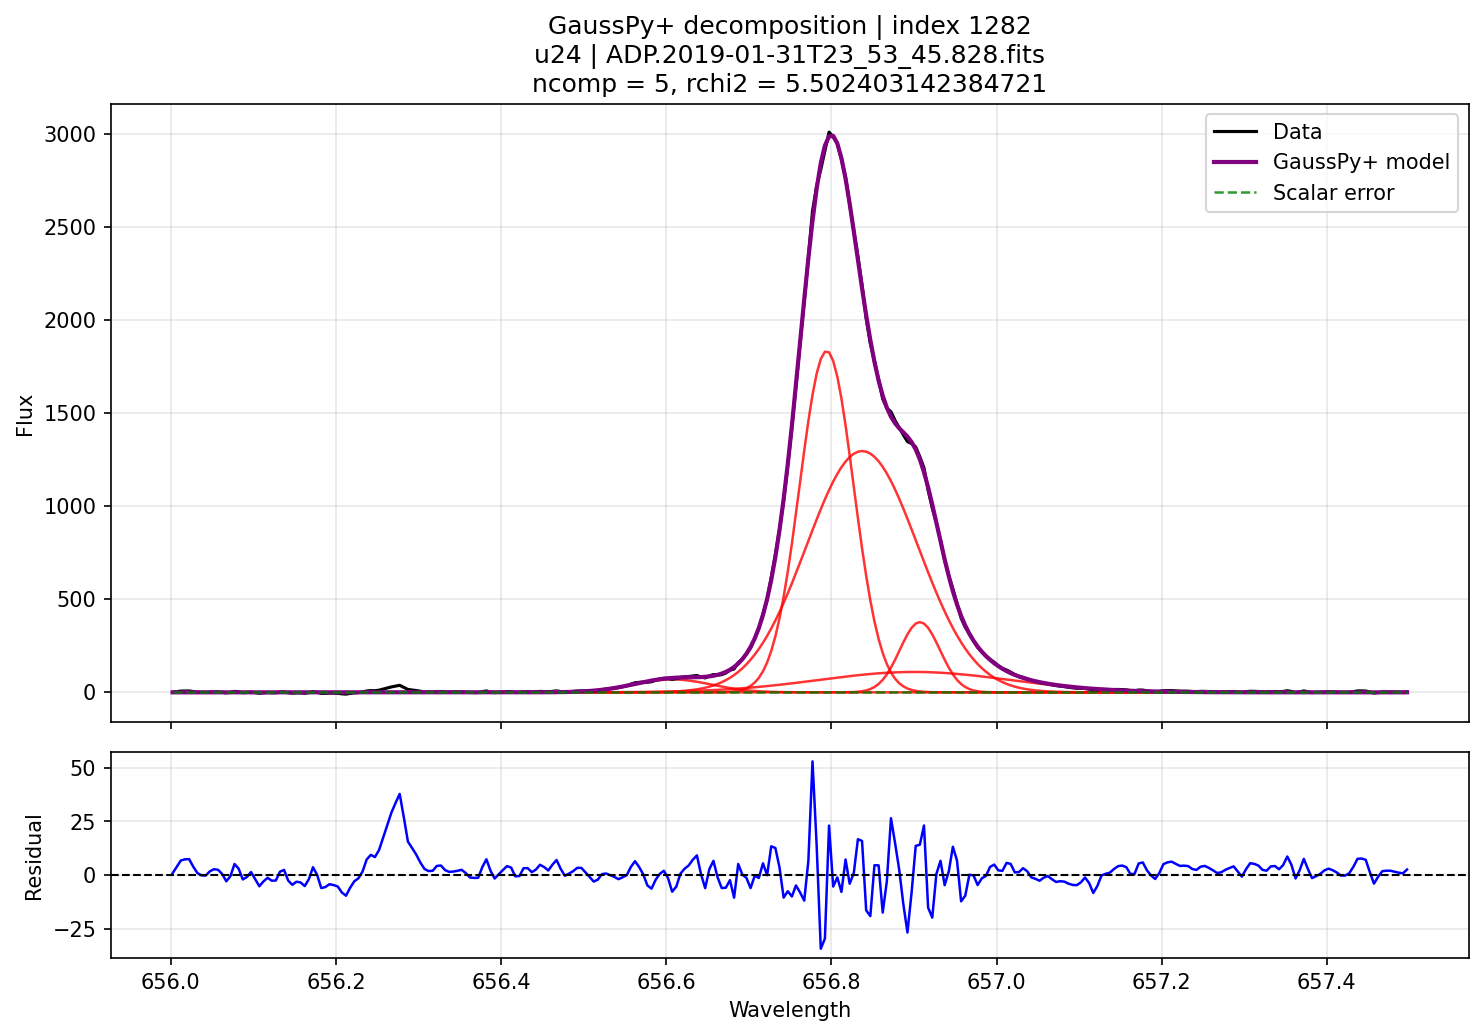 GaussPy+ decomposition | index 1282
u24 | ADP.2019-01-31T23_53_45.828.fits
ncomp = 5, rchi2 = 5.502403142384721
Data
GaussPy+ model
Scalar error
3000
2500
2000
1500
1000
500
0
Flux
50
25
0
−25
Residual
656.0
656.2
656.4
656.6
656.8
657.0
657.2
657.4
Wavelength